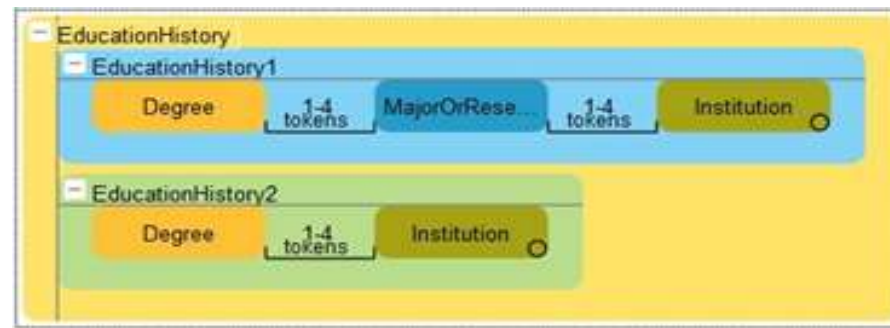 EducationHistory
EducationHistory1
Degree 1-4 tokens MajorOrRese... 1-4 tokens Institution
EducationHistory2
Degree 1-4 tokens Institution